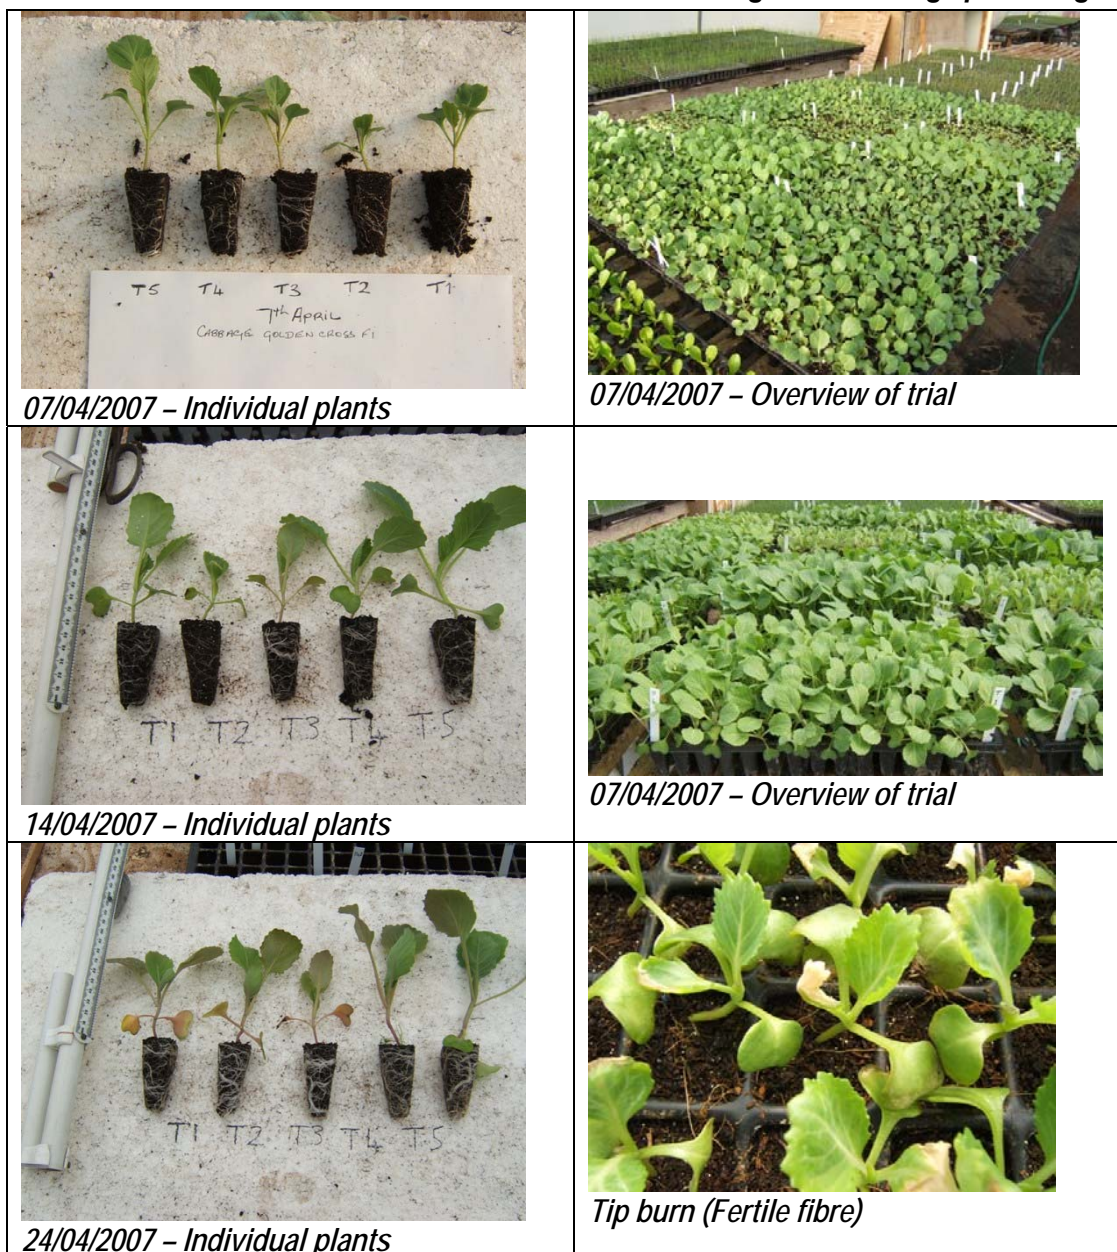 T5 T4 T3 T2 T1
7th APRIL
CABBAGE GOLDEN CROSS F1
07/04/2007 – Individual plants
07/04/2007 – Overview of trial
T1 T2 T3 T4 T5
14/04/2007 – Individual plants
07/04/2007 – Overview of trial
T1 T2 T3 T4 T5
24/04/2007 – Individual plants
Tip burn (Fertile fibre)